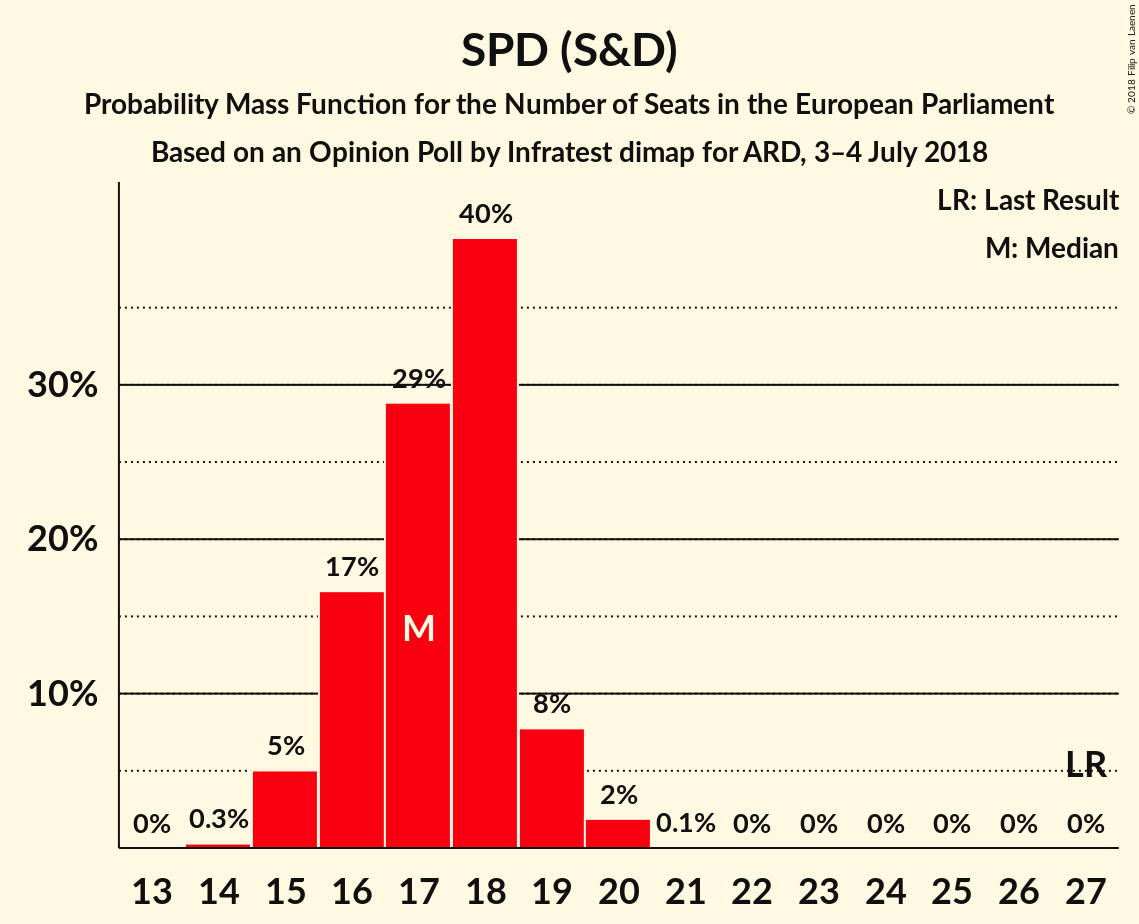 SPD (S&D)
Probability Mass Function for the Number of Seats in the European Parliament
Based on an Opinion Poll by Infratest dimap for ARD, 3–4 July 2018
© 2018 Filip van Laenen
LR: Last Result
M: Median
40%
30%
29%
20%
17%
M
10%
8%
5%
LR
2%
0%
0.3%
0.1%
0%
0%
0%
0%
0%
0%
13 14 15 16 17 18 19 20 21 22 23 24 25 26 27